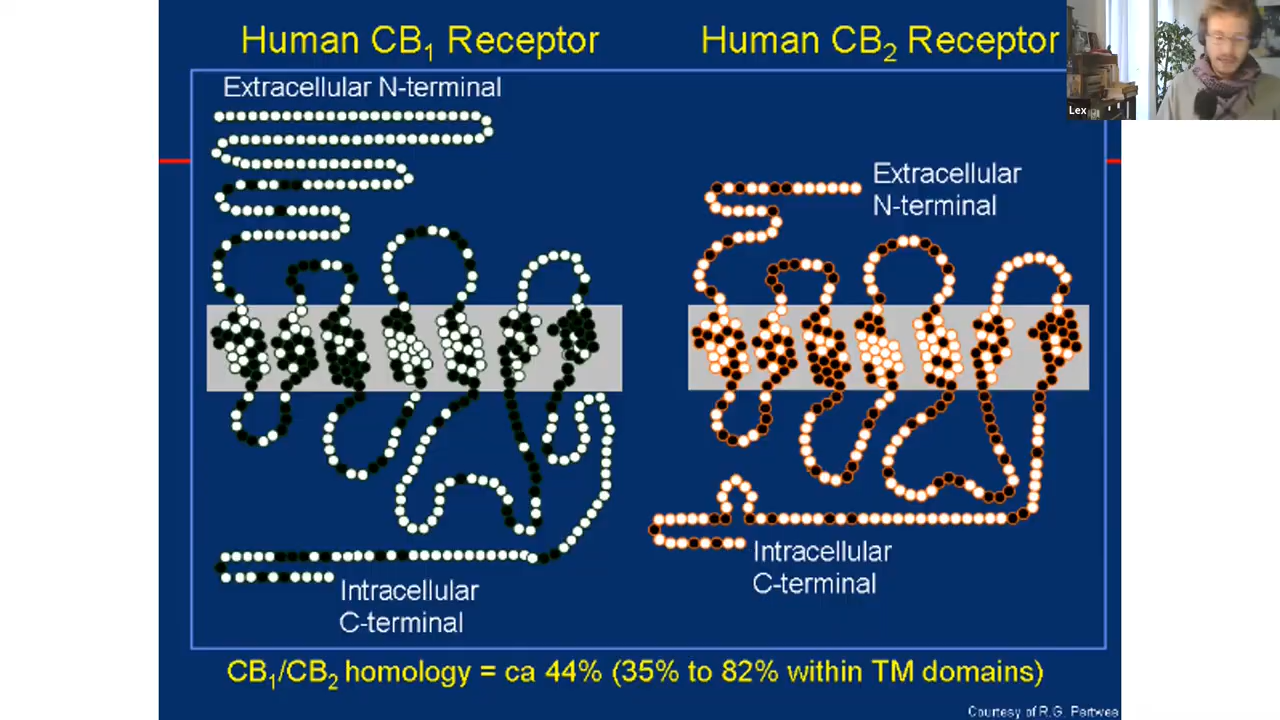 Human CB1 Receptor
Human CB2 Receptor
Lex
Extracellular N-terminal
Extracellular
N-terminal
Intracellular
C-terminal
Intracellular
C-terminal
CB1/CB2 homology = ca 44% (35% to 82% within TM domains)
Courtesy of R.G. Pertwee